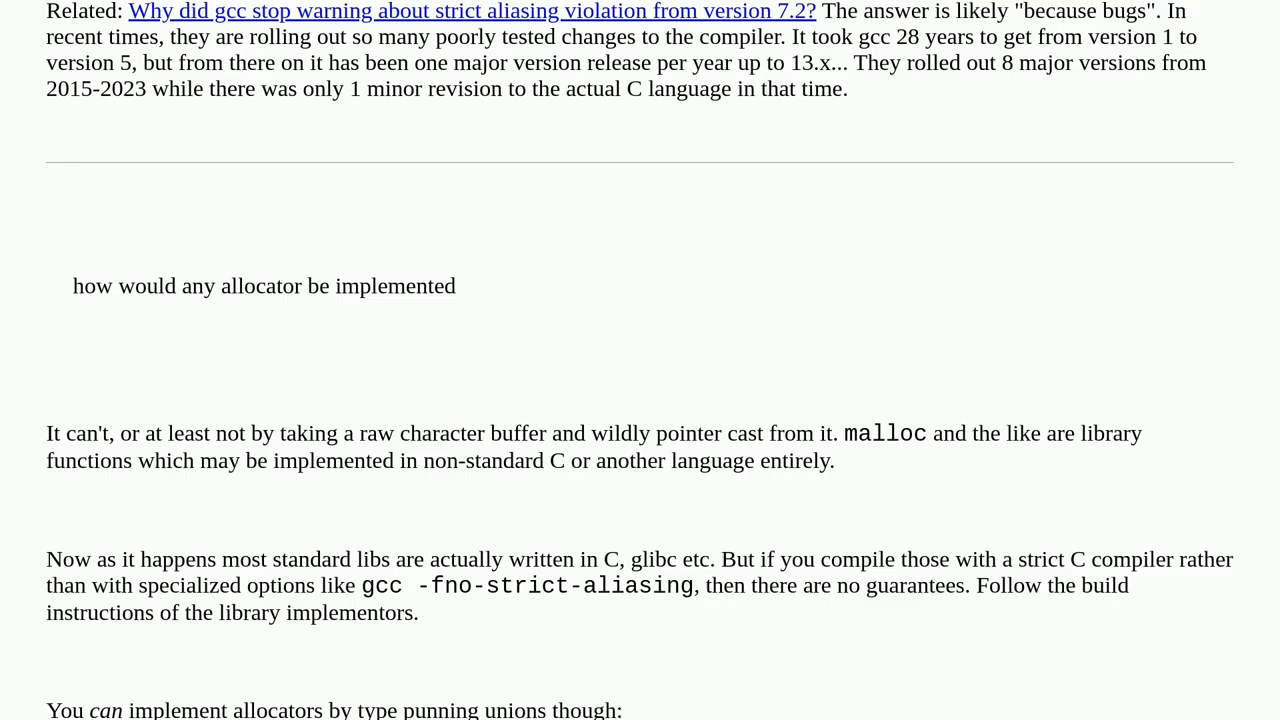 Related: Why did gcc stop warning about strict aliasing violation from version 7.2? The answer is likely "because bugs". In
recent times, they are rolling out so many poorly tested changes to the compiler. It took gcc 28 years to get from version 1 to
version 5, but from there on it has been one major version release per year up to 13.x... They rolled out 8 major versions from
2015-2023 while there was only 1 minor revision to the actual C language in that time.
how would any allocator be implemented
It can't, or at least not by taking a raw character buffer and wildly pointer cast from it. malloc and the like are library
functions which may be implemented in non-standard C or another language entirely.
Now as it happens most standard libs are actually written in C, glibc etc. But if you compile those with a strict C compiler rather
than with specialized options like gcc -fno-strict-aliasing, then there are no guarantees. Follow the build
instructions of the library implementors.
You can implement allocators by type punning unions though: